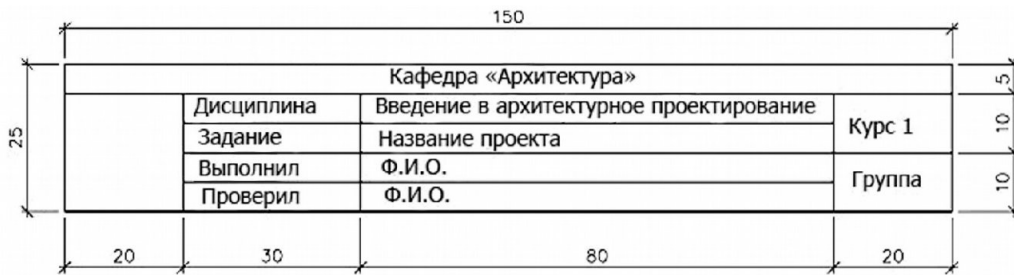 150
Кафедра «Архитектура»
5
25
Дисциплина Введение в архитектурное проектирование
Курс 1
10
Задание Название проекта
Выполнил Ф.И.О.
Группа
10
Проверил Ф.И.О.
20 30 80 20